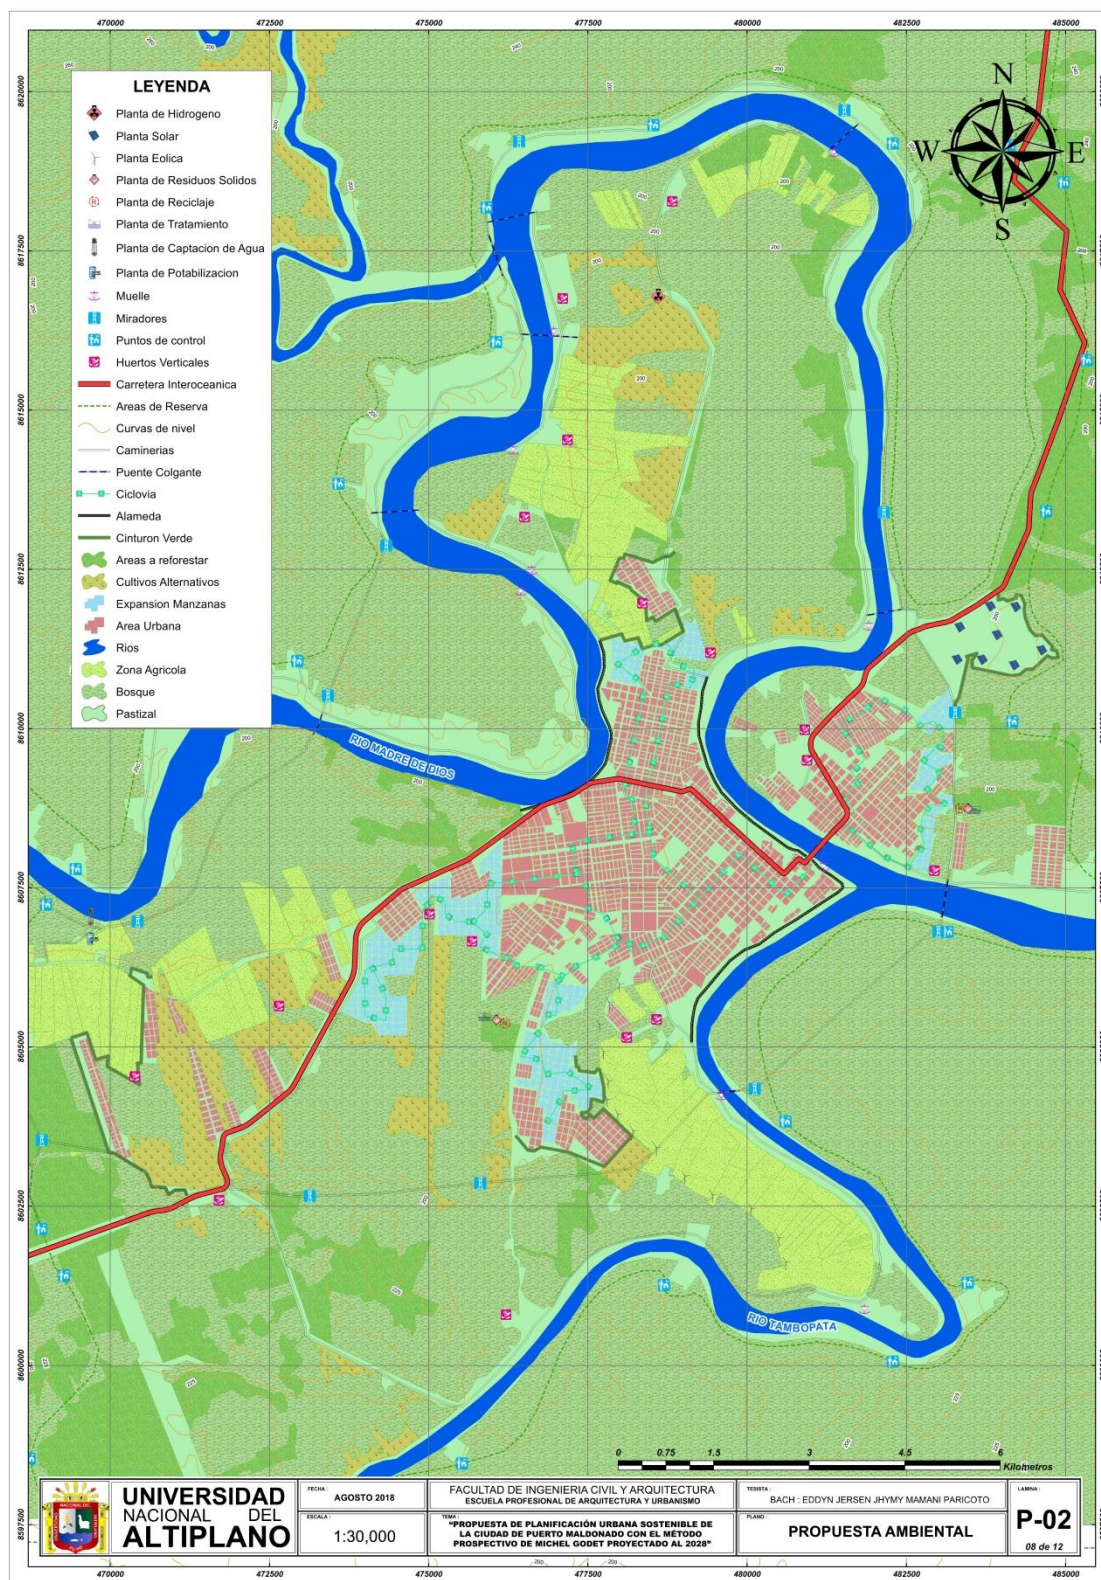 470000 472500 475000 477500 480000 482500 485000
LEYENDA
Planta de Hidrogeno
Planta Solar
Planta Eolica
Planta de Residuos Solidos
Planta de Reciclaje
Planta de Tratamiento
Planta de Captacion de Agua
Planta de Potabilizacion
Muelle
Miradores
Puntos de control
Huertos Verticales
Carretera Interoceanica
Areas de Reserva
Curvas de nivel
Caminerias
Puente Colgante
Ciclovia
Alameda
Cinturon Verde
Areas a reforestar
Cultivos Alternativos
Expansion Manzanas
Area Urbana
Rios
Zona Agricola
Bosque
Pastizal
N
W E
S
8620000
8617500
8615000
8612500
8610000
8607500
8605000
8602500
8600000
8597500
RIO MADRE DE DIOS
RIO TAMBOPATA
0 0.75 1.5 3 4.5 6
Kilometros
UNIVERSIDAD
NACIONAL DEL
ALTIPLANO
FECHA :
AGOSTO 2018
ESCALA :
1:30,000
FACULTAD DE INGENIERIA CIVIL Y ARQUITECTURA
ESCUELA PROFESIONAL DE ARQUITECTURA Y URBANISMO
TEMA :
"PROPUESTA DE PLANIFICACIÓN URBANA SOSTENIBLE DE
LA CIUDAD DE PUERTO MALDONADO CON EL MÉTODO
PROSPECTIVO DE MICHEL GODET PROYECTADO AL 2028"
TESISTA :
BACH : EDDYN JERSEN JHYMY MAMANI PARICOTO
PLANO :
PROPUESTA AMBIENTAL
LAMINA :
P-02
08 de 12
470000 472500 475000 477500 480000 482500 485000